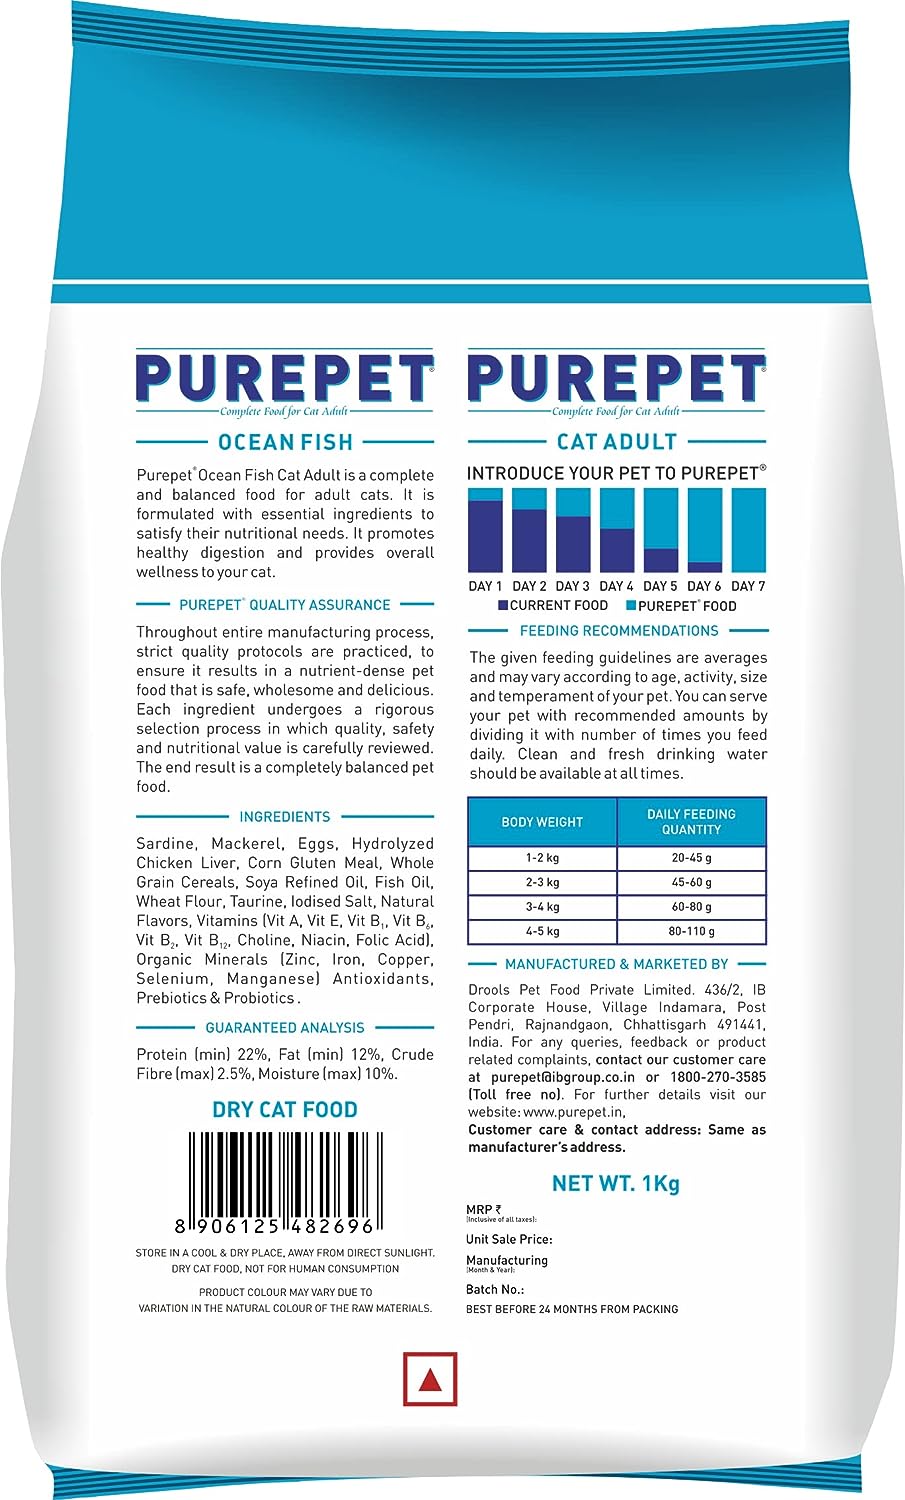 PUREPET®
Complete Food for Cat Adult
OCEAN FISH
Purepet® Ocean Fish Cat Adult is a complete
and balanced food for adult cats. It is
formulated with essential ingredients to
satisfy their nutritional needs. It promotes
healthy digestion and provides overall
wellness to your cat.
PUREPET® QUALITY ASSURANCE
Throughout entire manufacturing process,
strict quality protocols are practiced, to
ensure it results in a nutrient-dense pet
food that is safe, wholesome and delicious.
Each ingredient undergoes a rigorous
selection process in which quality, safety
and nutritional value is carefully reviewed.
The end result is a completely balanced pet
food.
INGREDIENTS
Sardine, Mackerel, Eggs, Hydrolyzed
Chicken Liver, Corn Gluten Meal, Whole
Grain Cereals, Soya Refined Oil, Fish Oil,
Wheat Flour, Taurine, Iodised Salt, Natural
Flavors, Vitamins (Vit A, Vit E, Vit B₁, Vit B₆,
Vit B₂, Vit B₁₂, Choline, Niacin, Folic Acid),
Organic Minerals (Zinc, Iron, Copper,
Selenium, Manganese) Antioxidants,
Prebiotics & Probiotics.
GUARANTEED ANALYSIS
Protein (min) 22%, Fat (min) 12%, Crude
Fibre (max) 2.5%, Moisture (max) 10%.
DRY CAT FOOD
8 906125 482696
STORE IN A COOL & DRY PLACE, AWAY FROM DIRECT SUNLIGHT.
DRY CAT FOOD, NOT FOR HUMAN CONSUMPTION
PRODUCT COLOUR MAY VARY DUE TO
VARIATION IN THE NATURAL COLOUR OF THE RAW MATERIALS.
PUREPET®
Complete Food for Cat Adult
CAT ADULT
INTRODUCE YOUR PET TO PUREPET®
DAY 1 DAY 2 DAY 3 DAY 4 DAY 5 DAY 6 DAY 7
CURRENT FOOD PUREPET® FOOD
FEEDING RECOMMENDATIONS
The given feeding guidelines are averages
and may vary according to age, activity, size
and temperament of your pet. You can serve
your pet with recommended amounts by
dividing it with number of times you feed
daily. Clean and fresh drinking water
should be available at all times.
BODY WEIGHT DAILY FEEDING
QUANTITY
1-2 kg 20-45 g
2-3 kg 45-60 g
3-4 kg 60-80 g
4-5 kg 80-110 g
MANUFACTURED & MARKETED BY
Drools Pet Food Private Limited. 436/2, IB
Corporate House, Village Indamara, Post
Pendri, Rajnandgaon, Chhattisgarh 491441,
India. For any queries, feedback or product
related complaints, contact our customer care
at purepet@ibgroup.co.in or 1800-270-3585
(Toll free no). For further details visit our
website: www.purepet.in,
Customer care & contact address: Same as
manufacturer's address.
NET WT. 1Kg
MRP ₹
(Inclusive of all taxes):
Unit Sale Price:
Manufacturing
(Month & Year):
Batch No.:
BEST BEFORE 24 MONTHS FROM PACKING